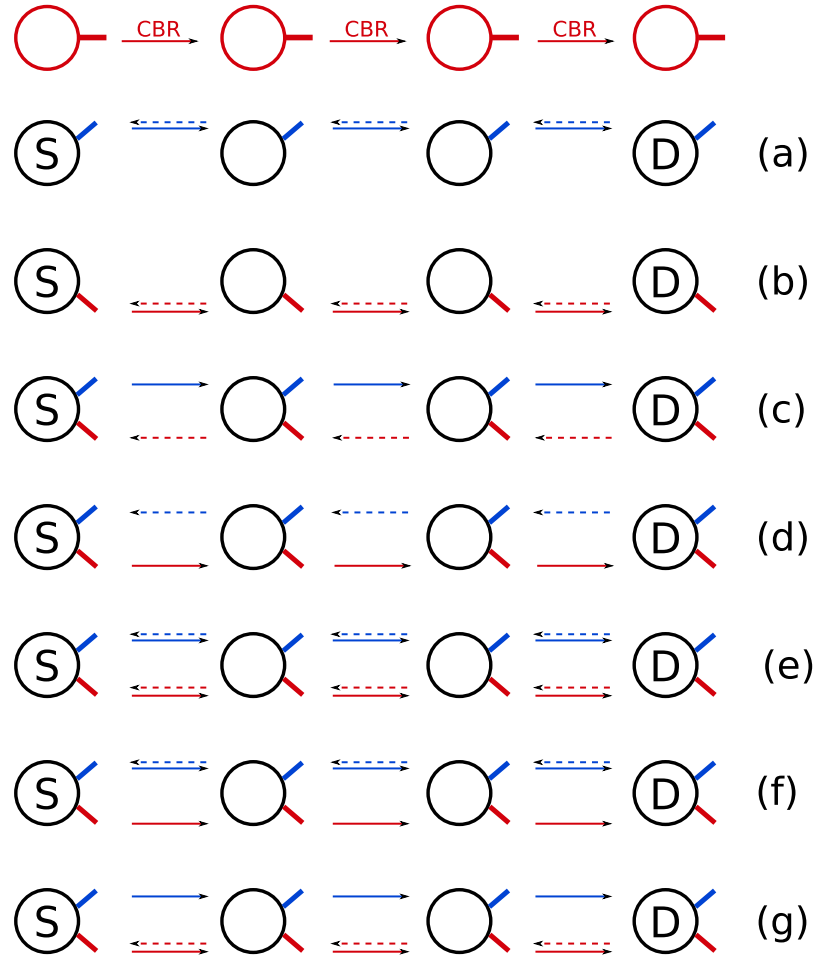 CBR CBR CBR
S D (a)
S D (b)
S D (c)
S D (d)
S D (e)
S D (f)
S D (g)